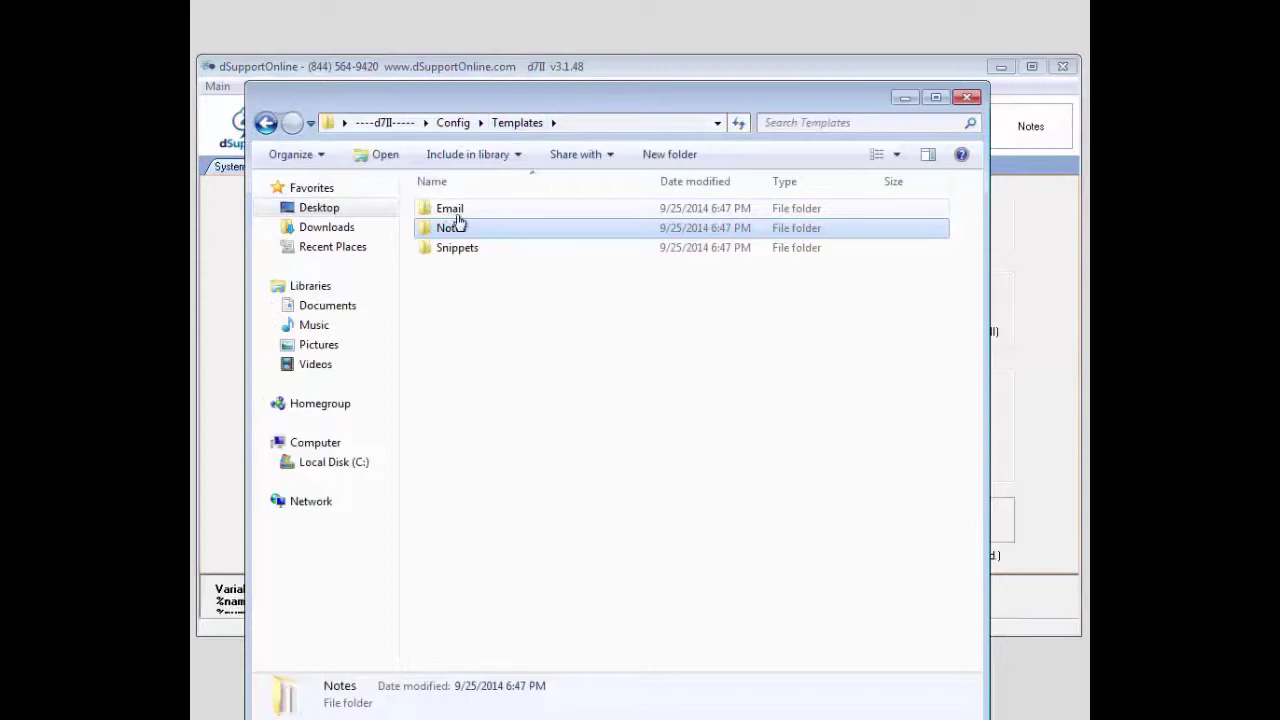 dSupportOnline - (844) 564-9420 www.dSupportOnline.com d7II v3.1.48
Main
Notes
System
----d7II----- Config Templates
Search Templates
Organize Open Include in library Share with New folder
Name Date modified Type Size
Email 9/25/2014 6:47 PM File folder
9/25/2014 6:47 PM File folder
Snippets 9/25/2014 6:47 PM File folder
Favorites
Desktop
Downloads
Recent Places
Libraries
Documents
Music
Pictures
Videos
Homegroup
Computer
Local Disk (C:)
Network
Notes Date modified: 9/25/2014 6:47 PM
File folder